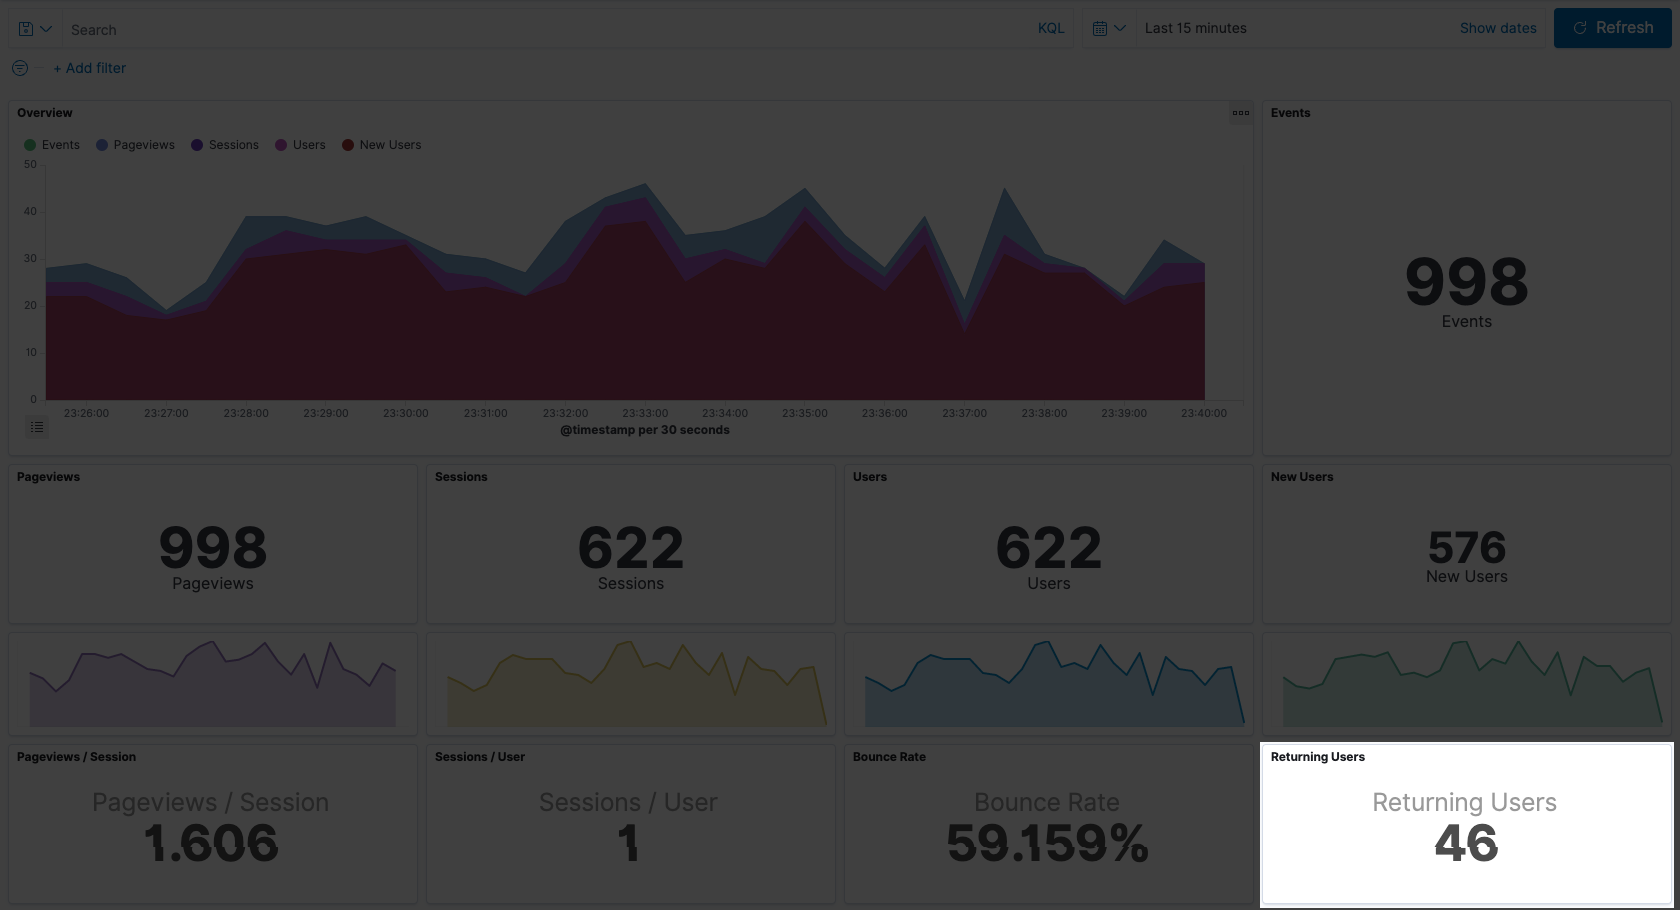 Search
KQL
Last 15 minutes
Show dates
Refresh
+ Add filter
Overview
Events
Events Pageviews Sessions Users New Users
50
40
30
20
10
0
23:26:00 23:27:00 23:28:00 23:29:00 23:30:00 23:31:00 23:32:00 23:33:00 23:34:00 23:35:00 23:36:00 23:37:00 23:38:00 23:39:00 23:40:00
@timestamp per 30 seconds
998
Events
Pageviews
998
Pageviews
Sessions
622
Sessions
Users
622
Users
New Users
576
New Users
Pageviews / Session
Pageviews / Session
1.606
Sessions / User
Sessions / User
1
Bounce Rate
Bounce Rate
59.159%
Returning Users
Returning Users
46